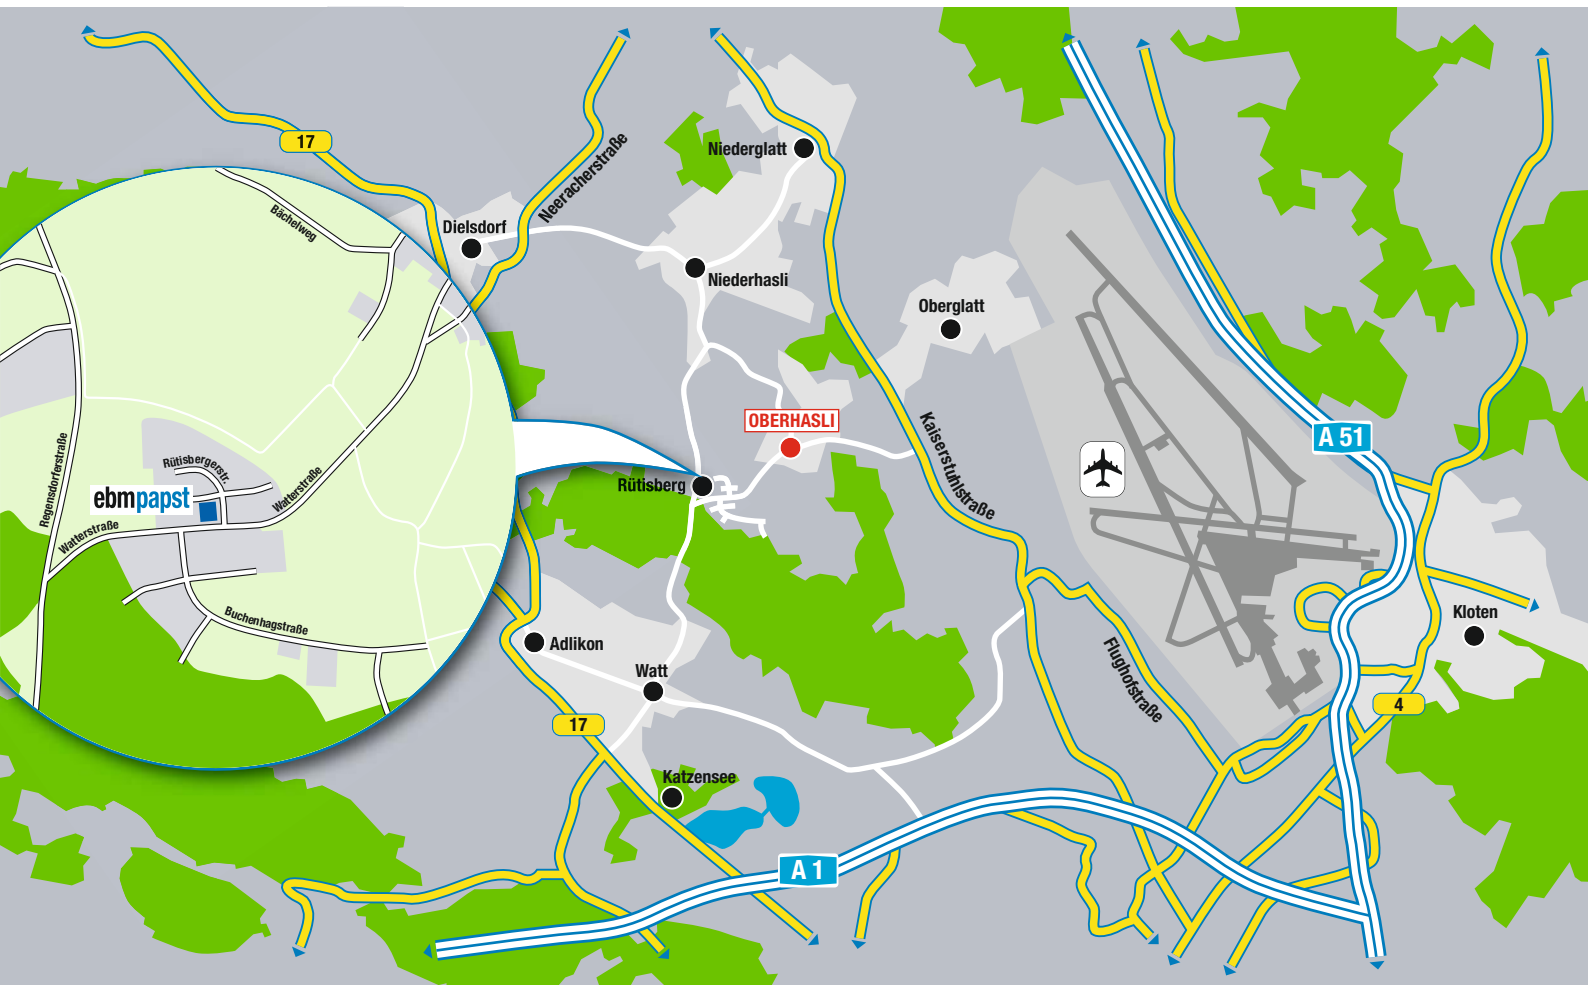 17
Niederglatt
Neeracherstraße
Bächelweg
Dielsdorf
Niederhasli
Oberglatt
OBERHASLI
Kaiserstuhlstraße
A 51
Regensdorferstraße
Rütisbergerstr.
ebmpapst
Watterstraße
Watterstraße
Rütisberg
Buchenhagstraße
Adlikon
Kloten
Watt
Flughofstraße
17
4
Katzensee
A 1